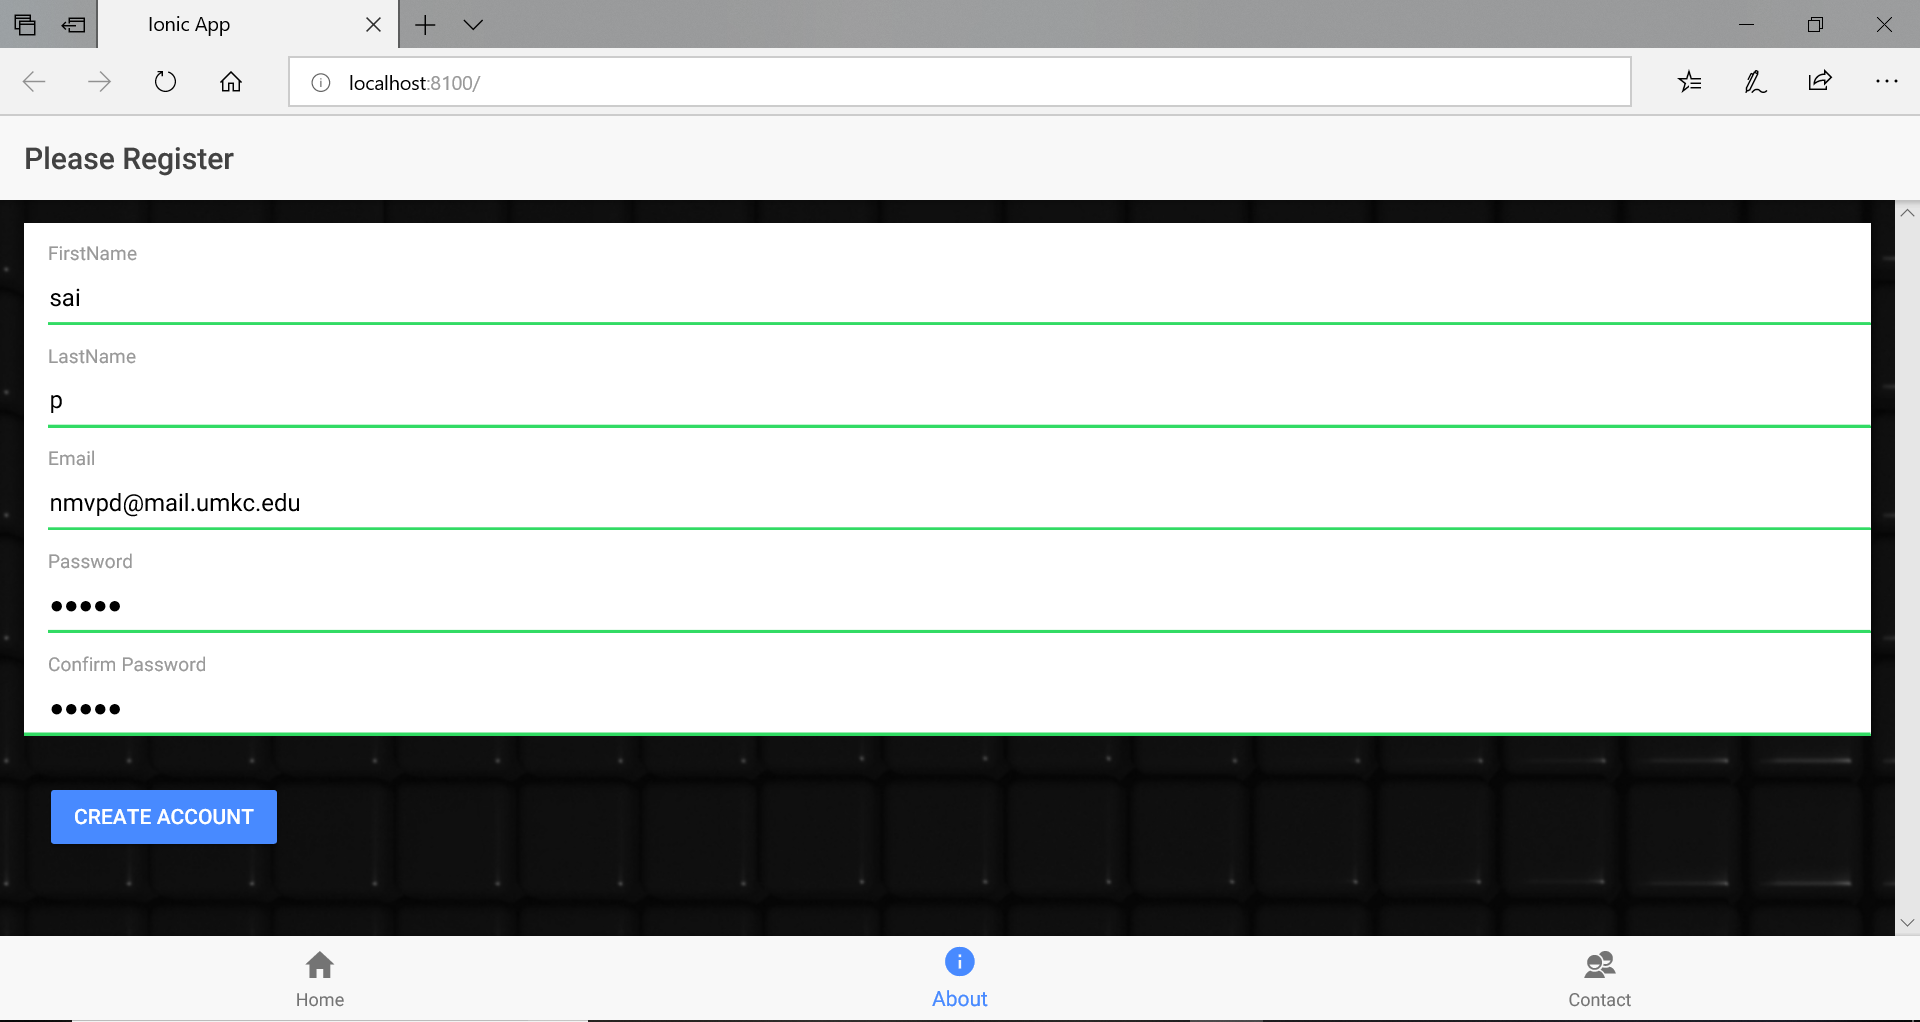 Ionic App
localhost:8100/
Please Register
FirstName
sai
LastName
p
Email
nmvpd@mail.umkc.edu
Password
●●●●●
Confirm Password
●●●●●
CREATE ACCOUNT
Home
About
Contact